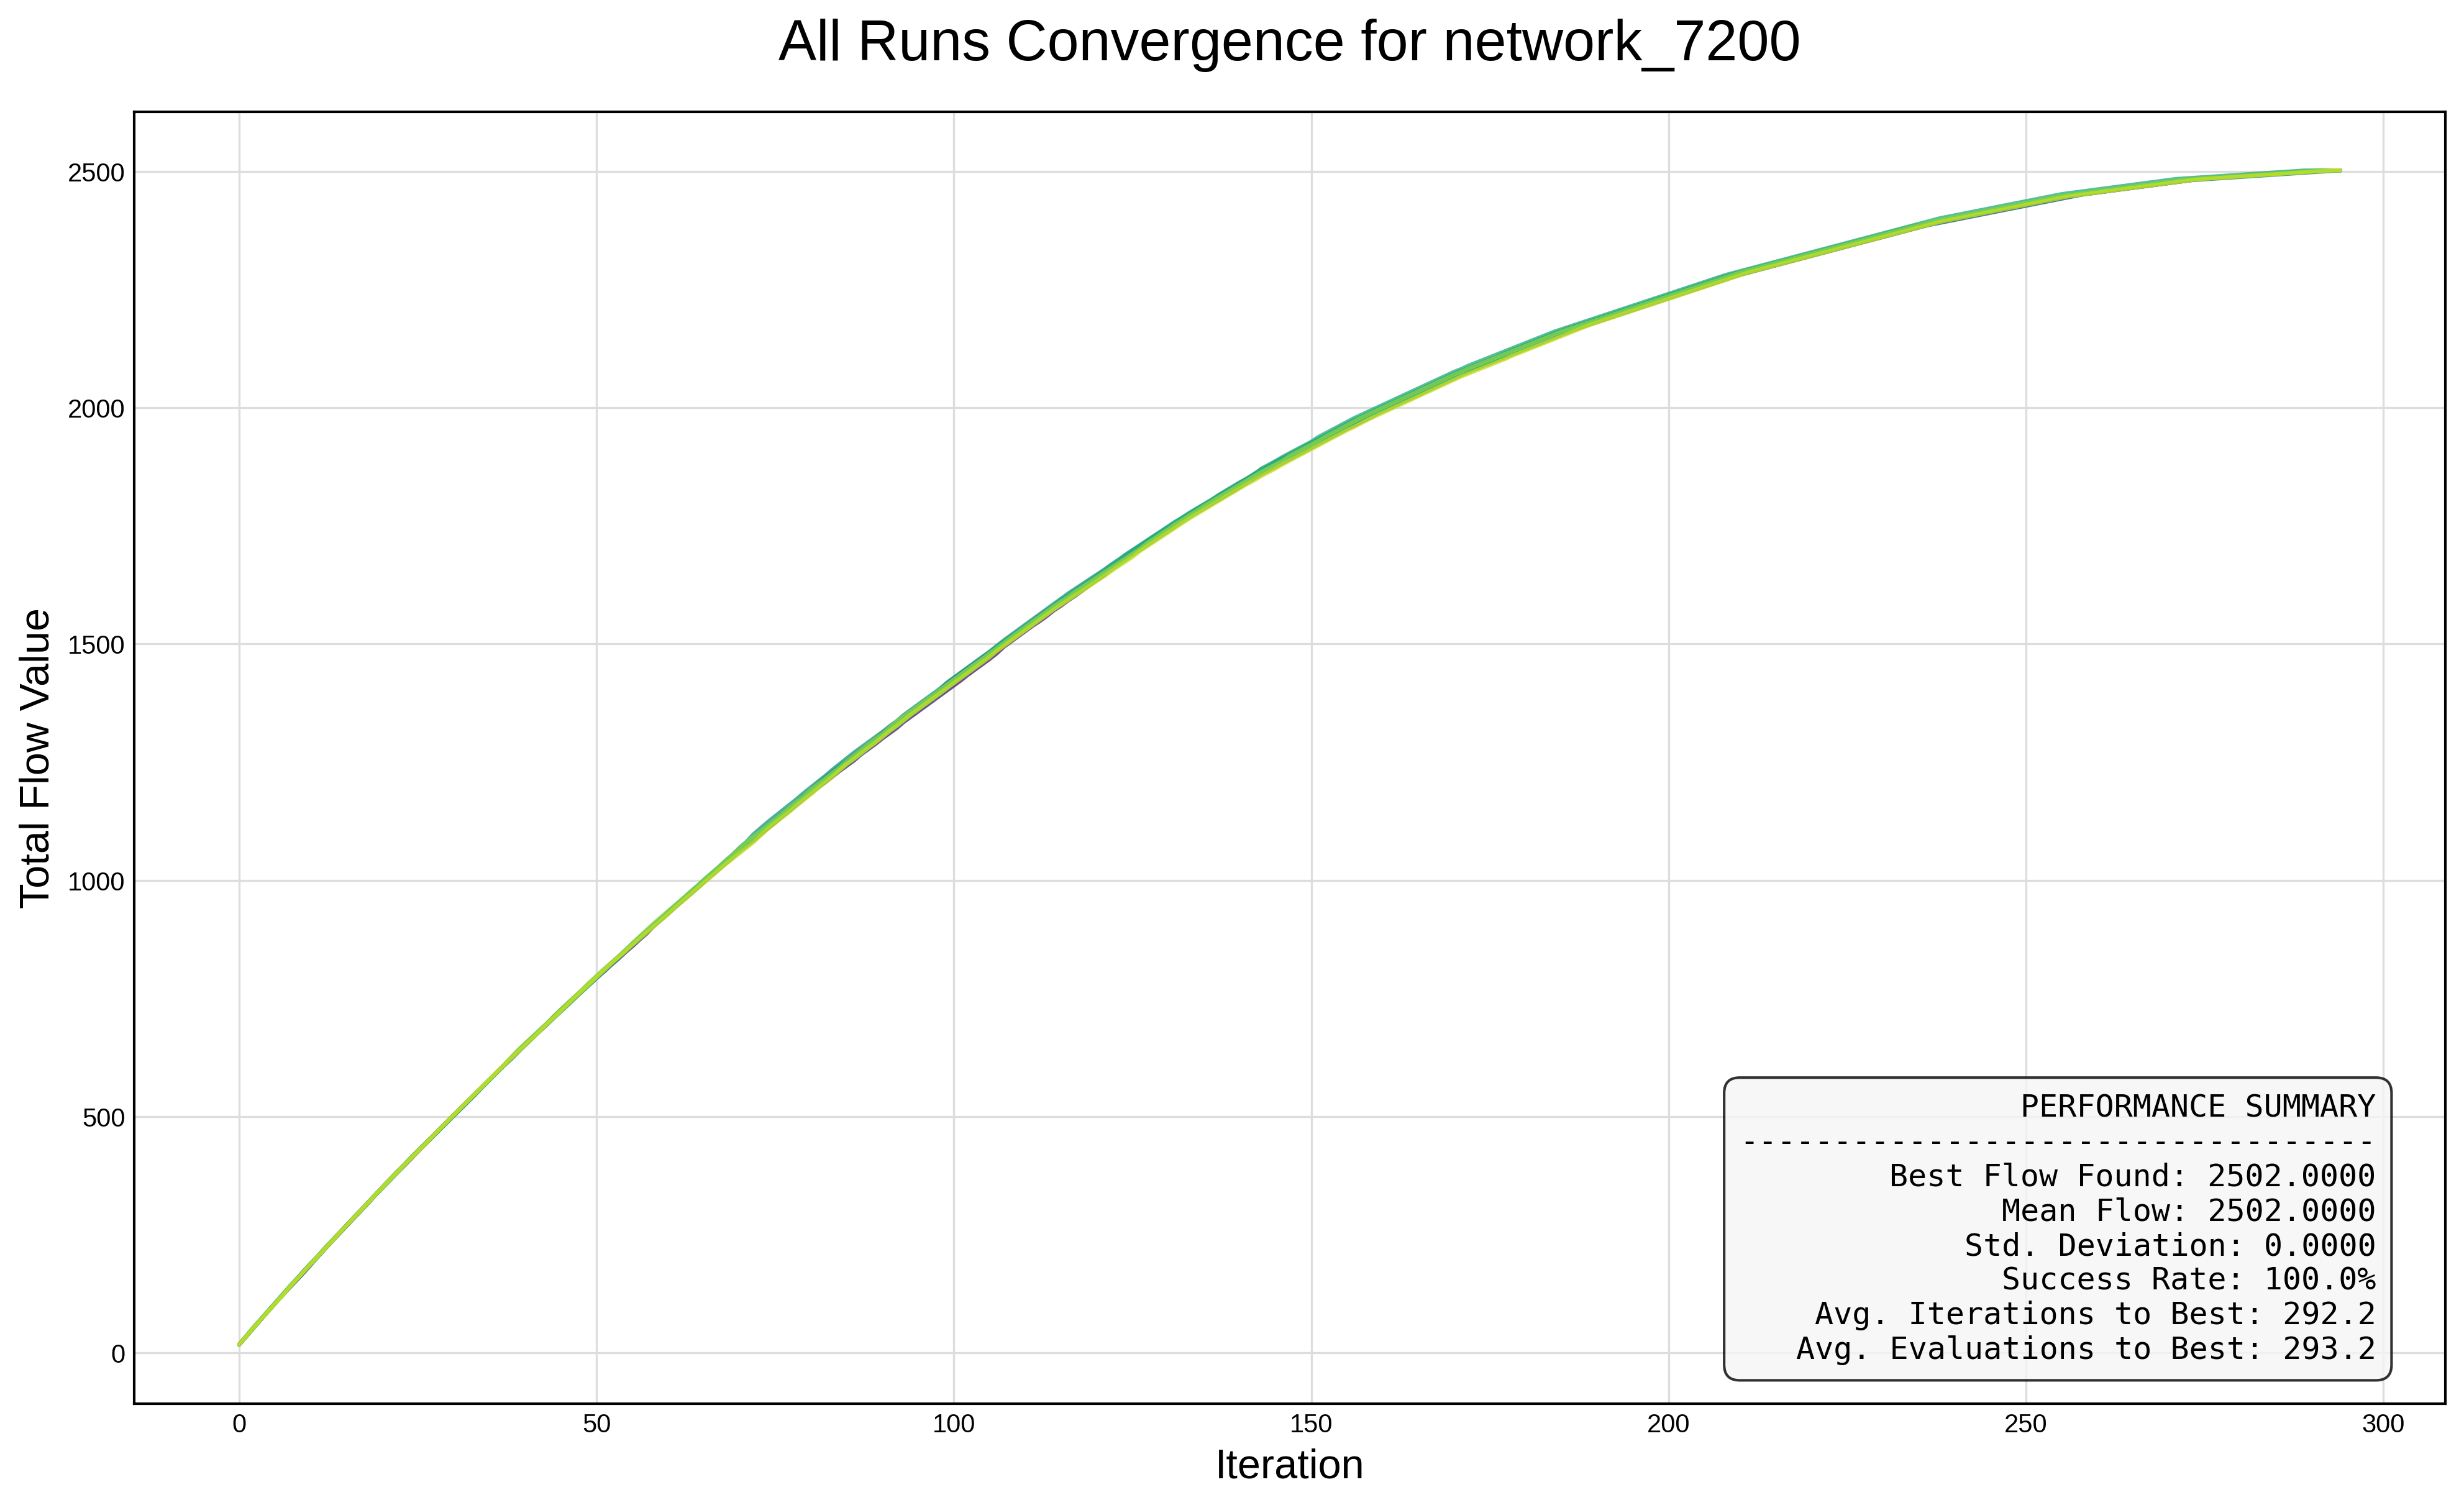 All Runs Convergence for network_7200
Total Flow Value
2500
2000
1500
1000
500
0
PERFORMANCE SUMMARY
----------------------------------
Best Flow Found: 2502.0000
Mean Flow: 2502.0000
Std. Deviation: 0.0000
Success Rate: 100.0%
Avg. Iterations to Best: 292.2
Avg. Evaluations to Best: 293.2
0 50 100 150 200 250 300
Iteration